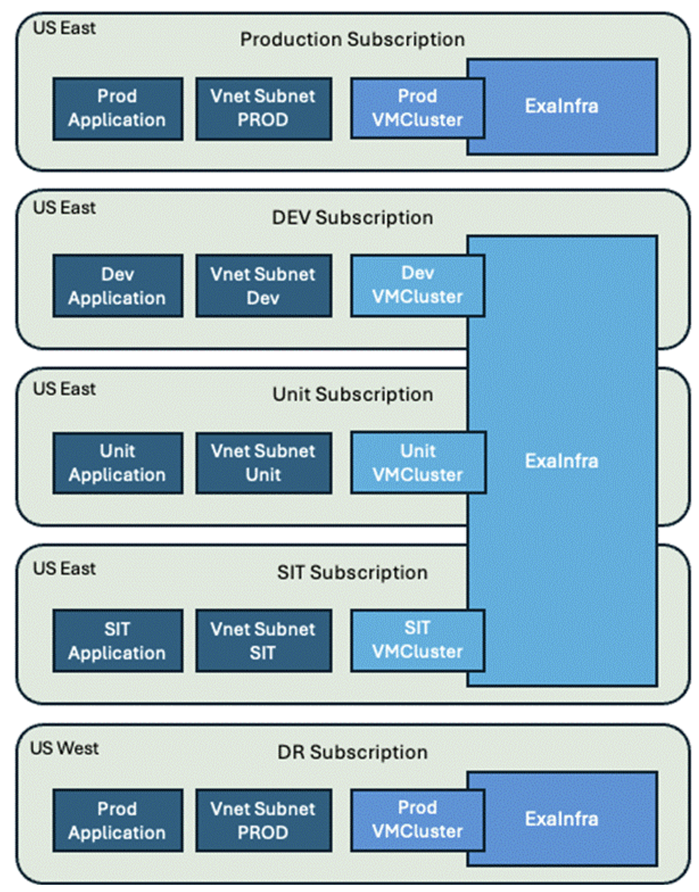 US East
Production Subscription
Prod
Application
Vnet Subnet
PROD
Prod
VMCluster
ExaInfra
US East
DEV Subscription
Dev
Application
Vnet Subnet
Dev
Dev
VMCluster
US East
Unit Subscription
Unit
Application
Vnet Subnet
Unit
Unit
VMCluster
ExaInfra
US East
SIT Subscription
SIT
Application
Vnet Subnet
SIT
SIT
VMCluster
US West
DR Subscription
Prod
Application
Vnet Subnet
PROD
Prod
VMCluster
ExaInfra